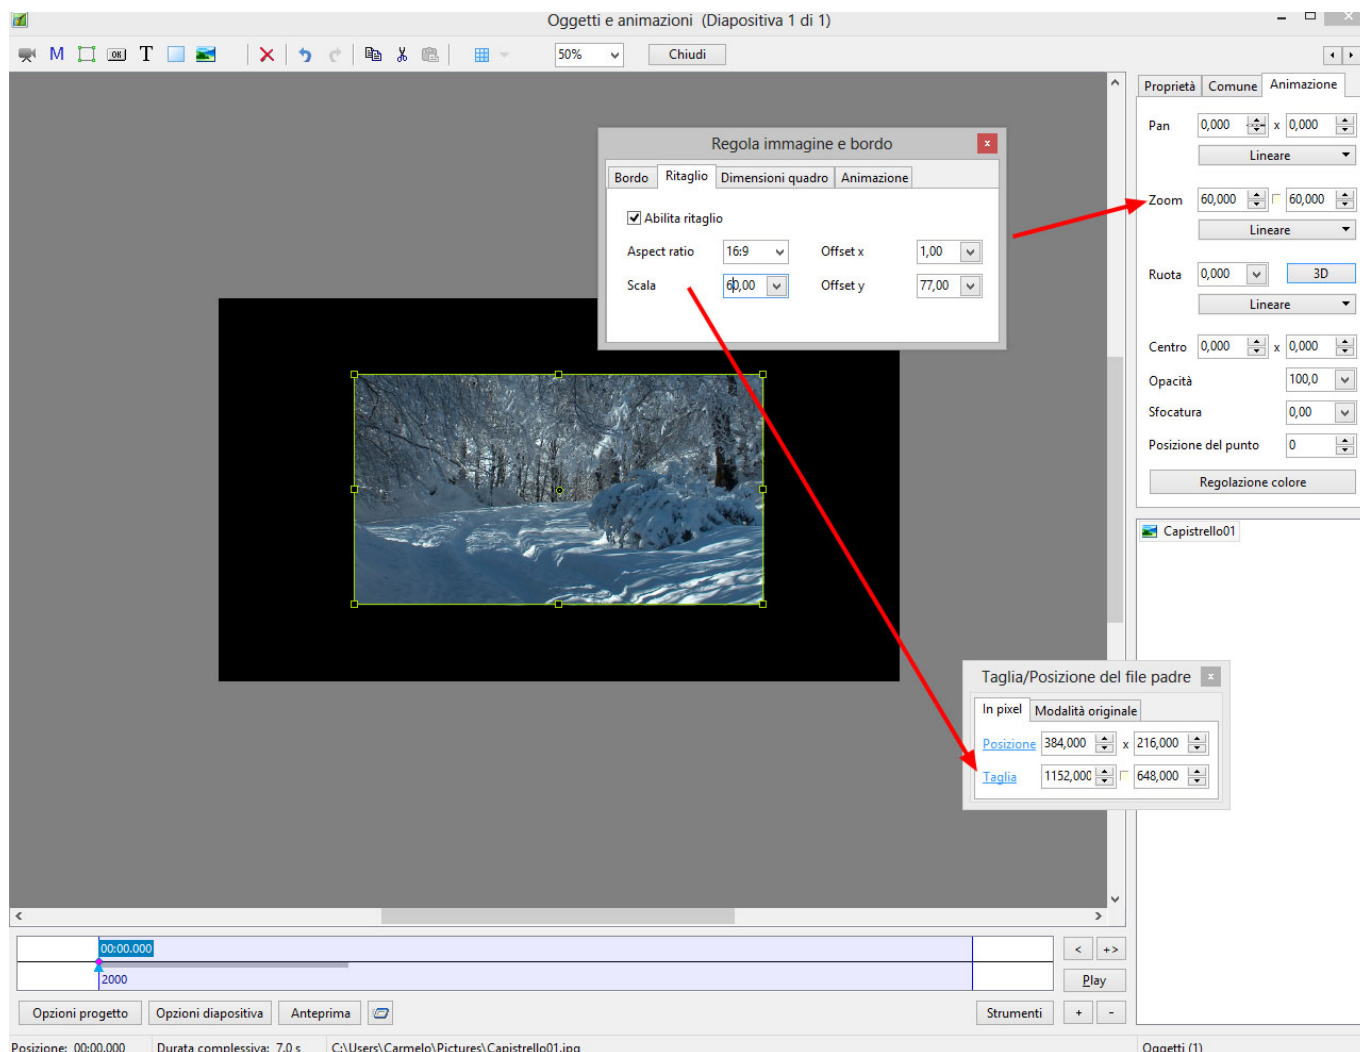 Oggetti e animazioni (Diapositiva 1 di 1)
M OK T 50% Chiudi
Proprietà Comune Animazione
Pan 0,000 x 0,000
Lineare
Zoom 60,000 60,000
Lineare
Ruota 0,000 3D
Lineare
Centro 0,000 x 0,000
Opacità 100,0
Sfocatura 0,00
Posizione del punto 0
Regolazione colore
Capistrello01
Regola immagine e bordo x
Bordo Ritaglio Dimensioni quadro Animazione
Abilita ritaglio
Aspect ratio 16:9 Offset x 1,00
Scala 60,00 Offset y 77,00
Taglia/Posizione del file padre x
In pixel Modalità originale
Posizione 384,000 x 216,000
Taglia 1152,000 648,000
00:00.000 < +>
2000 Play
Opzioni progetto Opzioni diapositiva Anteprima Strumenti + -
Posizione: 00:00.000 Durata complessiva: 7.0 s C:\Users\Carmelo\Pictures\Capistrello01.jpg Oggetti (1)